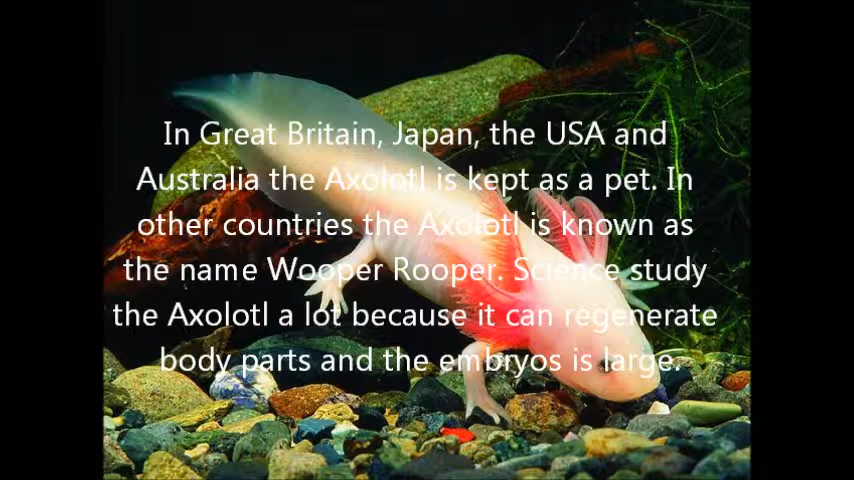 In Great Britain, Japan, the USA and
Australia the Axolotl is kept as a pet. In
other countries the Axolotl is known as
the name Wooper Rooper. Science study
the Axolotl a lot because it can regenerate
body parts and the embryos is large.